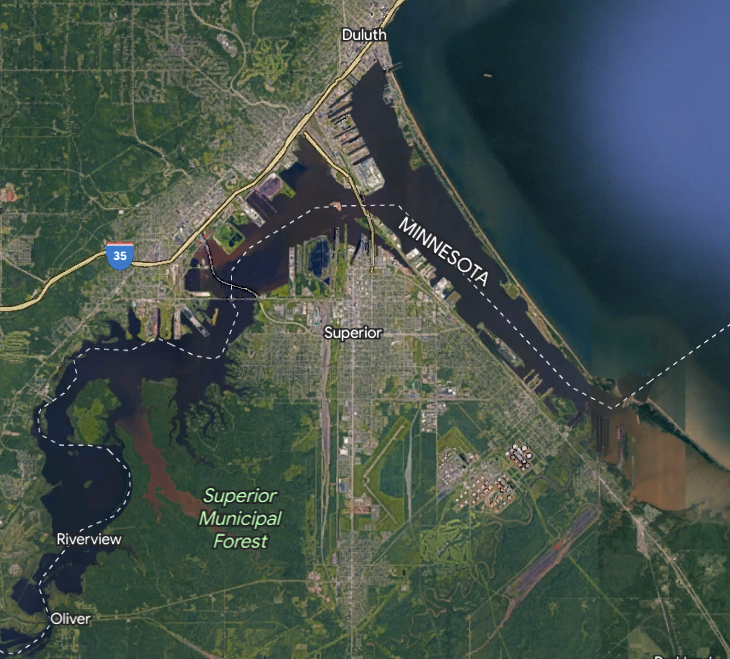 Duluth
MINNESOTA
35
Superior
Superior
Municipal
Forest
Riverview
Oliver